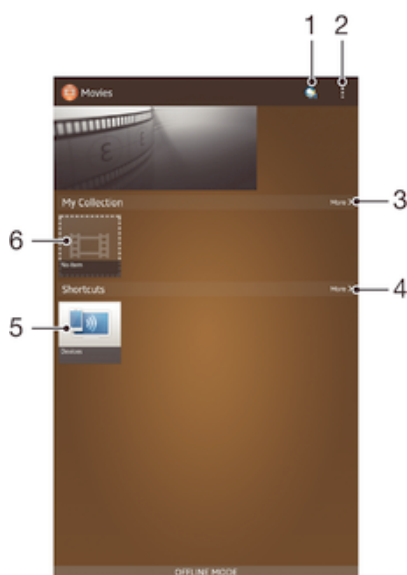 1 2
Movies
My Collection
More
3
6
No item
Shortcuts
More
4
5
Devices
OFFLINE MODE